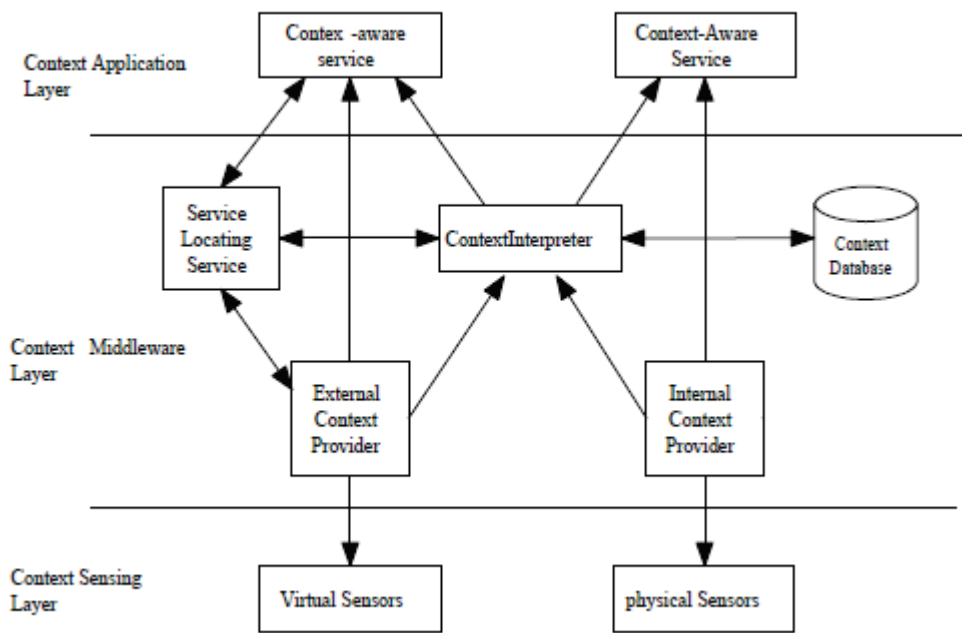 Contex -aware
service
Context-Aware
Service
Context Application
Layer
Service
Locating
Service
ContextInterpreter
Context
Database
Context Middleware
Layer
External
Context
Provider
Internal
Context
Provider
Context Sensing
Layer
Virtual Sensors
physical Sensors